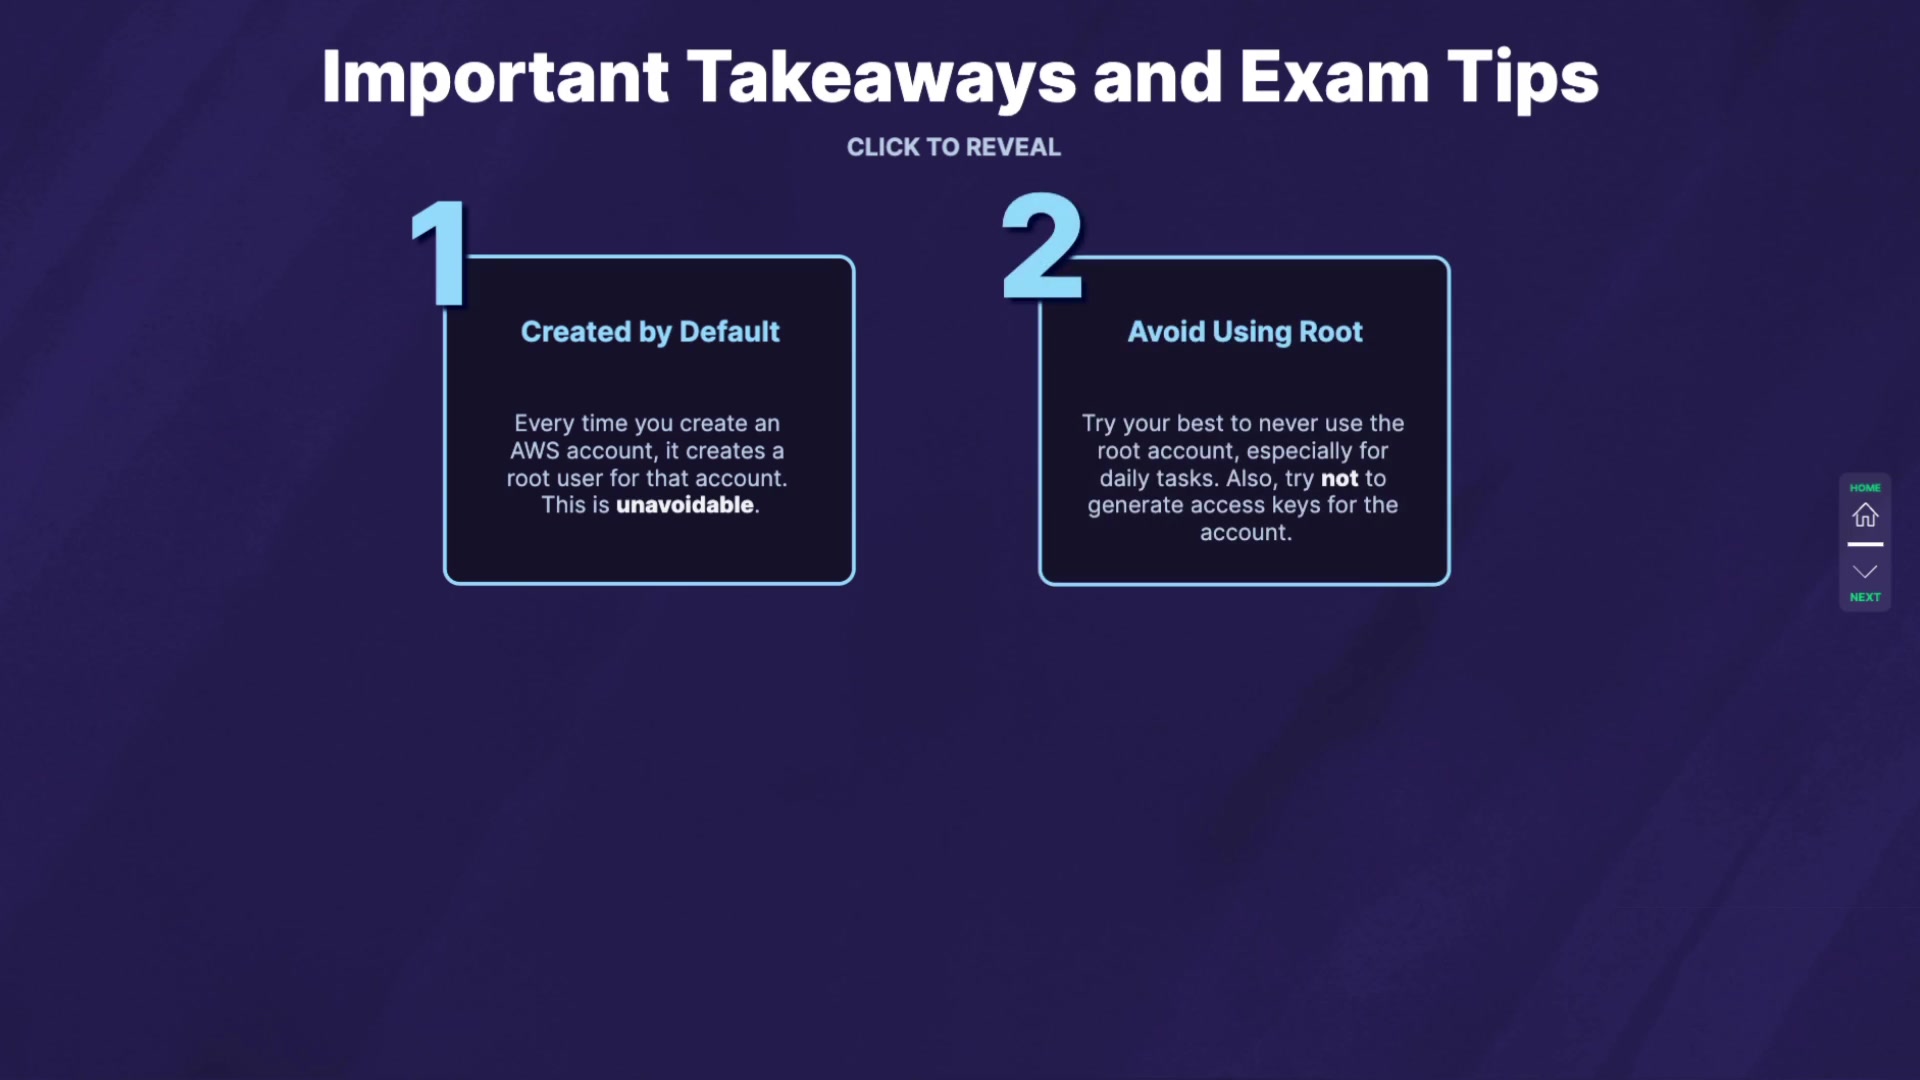 Important Takeaways and Exam Tips
CLICK TO REVEAL
1
Created by Default
Every time you create an
AWS account, it creates a
root user for that account.
This is unavoidable.
2
Avoid Using Root
Try your best to never use the
root account, especially for
daily tasks. Also, try not to
generate access keys for the
account.
HOME
NEXT